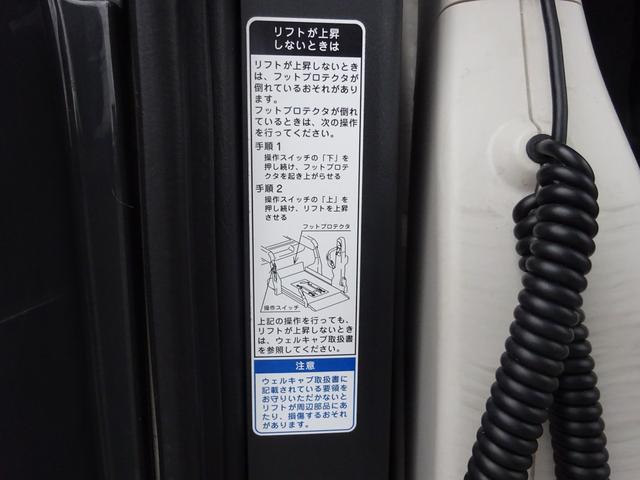 リフトが上昇
しないときは
リフトが上昇しないとき
は、フットプロテクタが
倒れているおそれがあり
ます。
フットプロテクタが倒れ
ているときは、次の操作
を行ってください。
手順1
操作スイッチの「下」を
押し続け、フットプロテ
クタを起き上がらせる
手順2
操作スイッチの「上」を
押し続け、リフトを上昇
させる
フットプロテクタ
操作スイッチ
上記の操作を行っても、
リフトが上昇しないとき
は、ウェルキャブ取扱書
を参照してください。
注意
ウェルキャブ取扱書に
記載されている要領を
お守りいただかないと
リフトが周辺部品にあ
たり、損傷するおそれ
があります。